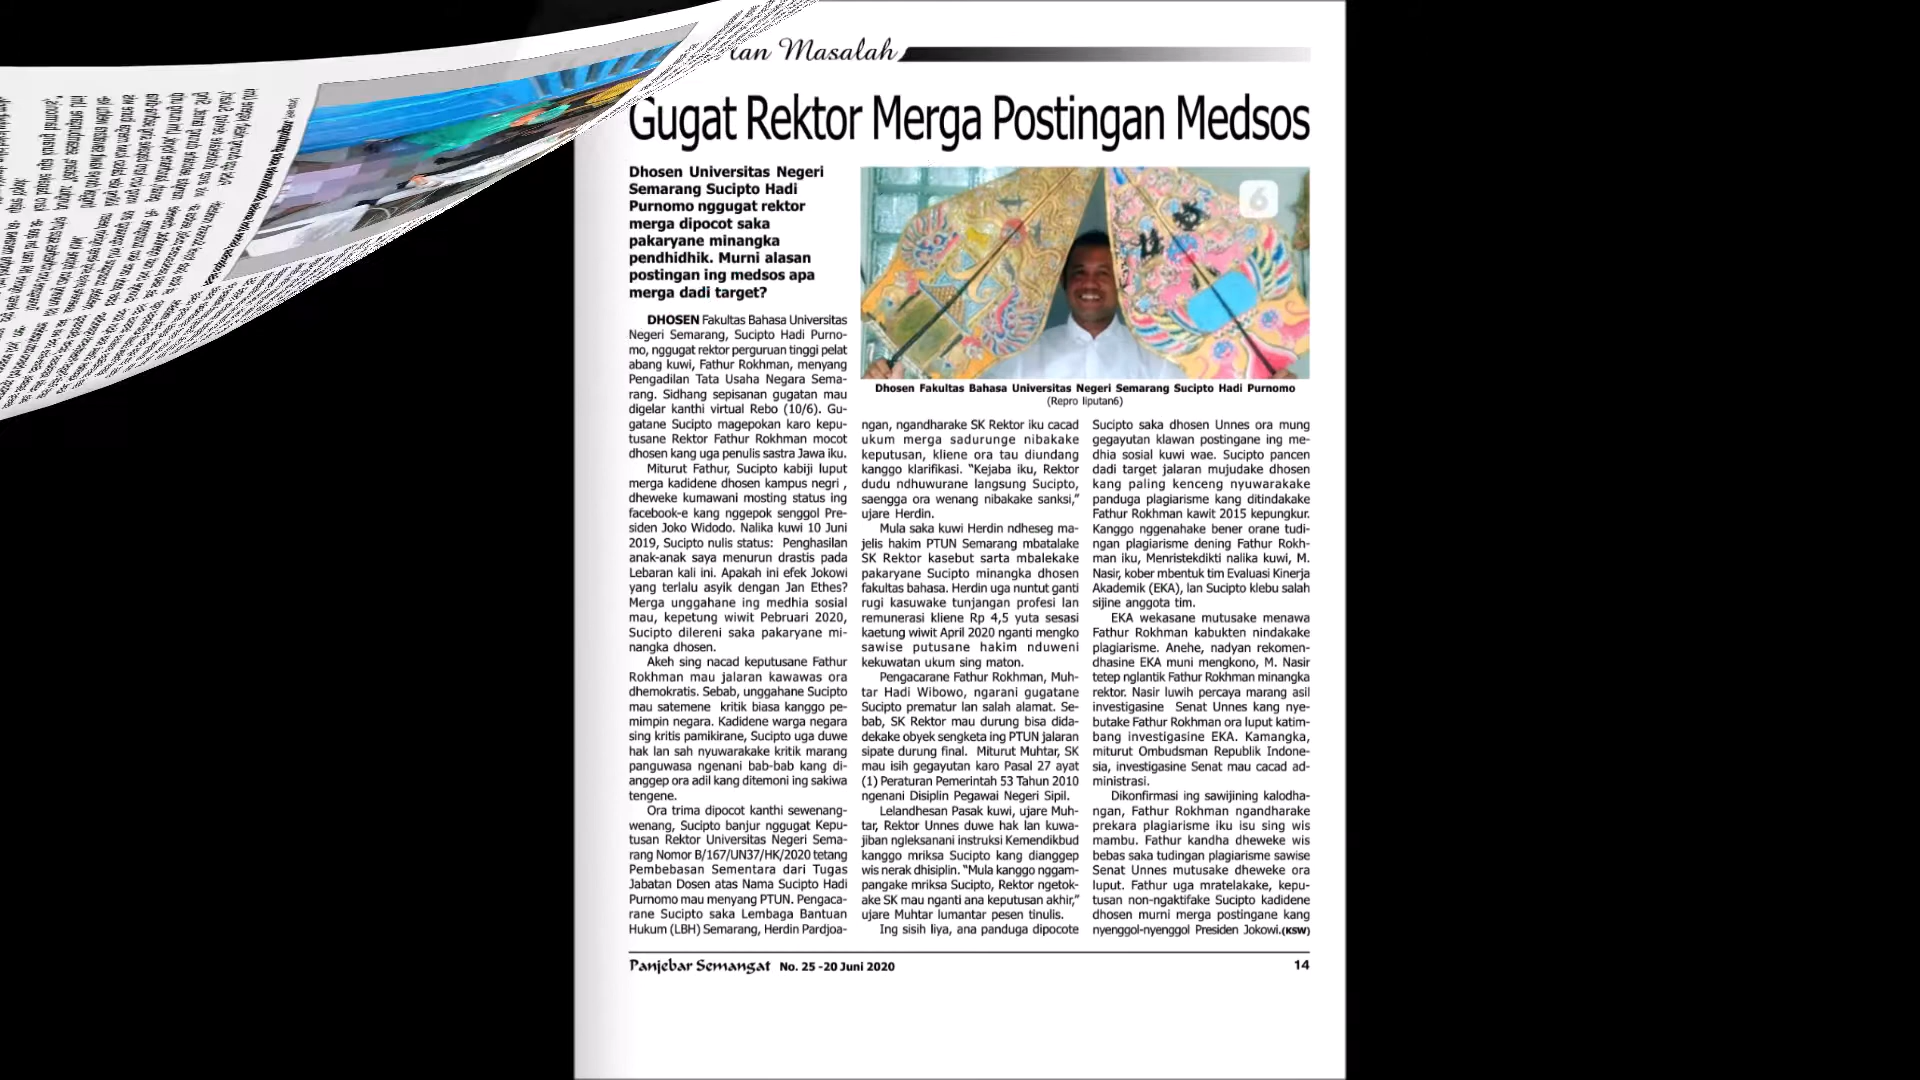 an Masalah
Gugat Rektor Merga Postingan Medsos
Dhosen Universitas Negeri
Semarang Sucipto Hadi
Purnomo nggugat rektor
merga dipocot saka
pakaryane minangka
pendhidhik. Murni alasan
postingan ing medsos apa
merga dadi target?
DHOSEN Fakultas Bahasa Universitas
Negeri Semarang, Sucipto Hadi Purno-
mo, nggugat rektor perguruan tinggi pelat
abang kuwi, Fathur Rokhman, menyang
Pengadilan Tata Usaha Negara Sema-
rang. Sidhang sepisanan gugatan mau
digelar kanthi virtual Rebo (10/6). Gu-
gatane Sucipto magepokan karo kepu-
tusane Rektor Fathur Rokhman mocot
dhosen kang uga penulis sastra Jawa iku.
Miturut Fathur, Sucipto kabiji luput
merga kadidene dhosen kampus negri ,
dheweke kumawani mosting status ing
facebook-e kang nggepok senggol Pre-
siden Joko Widodo. Nalika kuwi 10 Juni
2019, Sucipto nulis status: Penghasilan
anak-anak saya menurun drastis pada
Lebaran kali ini. Apakah ini efek Jokowi
yang terlalu asyik dengan Jan Ethes?
Merga unggahane ing medhia sosial
mau, kepetung wiwit Pebruari 2020,
Sucipto dilereni saka pakaryane mi-
nangka dhosen.
Akeh sing nacad keputusane Fathur
Rokhman mau jalaran kawawas ora
dhemokratis. Sebab, unggahane Sucipto
mau satemene kritik biasa kanggo pe-
mimpin negara. Kadidene warga negara
sing kritis pamikirane, Sucipto uga duwe
hak lan sah nyuwarakake kritik marang
panguwasa ngenani bab-bab kang di-
anggep ora adil kang ditemoni ing sakiwa
tengene.
Ora trima dipocot kanthi sewenang-
wenang, Sucipto banjur nggugat Kepu-
tusan Rektor Universitas Negeri Sema-
rang Nomor B/167/UN37/HK/2020 tetang
Pembebasan Sementara dari Tugas
Jabatan Dosen atas Nama Sucipto Hadi
Purnomo mau menyang PTUN. Pengaca-
rane Sucipto saka Lembaga Bantuan
Hukum (LBH) Semarang, Herdin Pardjoa-
6
Dhosen Fakultas Bahasa Universitas Negeri Semarang Sucipto Hadi Purnomo
(Repro liputan6)
ngan, ngandharake SK Rektor iku cacad
ukum merga sadurunge nibakake
keputusan, kliene ora tau diundang
kanggo klarifikasi. “Kejaba iku, Rektor
dudu ndhuwurane langsung Sucipto,
saengga ora wenang nibakake sanksi,”
ujare Herdin.
Mula saka kuwi Herdin ndheseg ma-
jelis hakim PTUN Semarang mbatalake
SK Rektor kasebut sarta mbalekake
pakaryane Sucipto minangka dhosen
fakultas bahasa. Herdin uga nuntut ganti
rugi kasuwake tunjangan profesi lan
remunerasi kliene Rp 4,5 yuta sesasi
kaetung wiwit April 2020 nganti mengko
sawise putusane hakim nduweni
kekuwatan ukum sing maton.
Pengacarane Fathur Rokhman, Muh-
tar Hadi Wibowo, ngarani gugatane
Sucipto prematur lan salah alamat. Se-
bab, SK Rektor mau durung bisa dida-
dekake obyek sengketa ing PTUN jalaran
sipate durung final. Miturut Muhtar, SK
mau isih gegayutan karo Pasal 27 ayat
(1) Peraturan Pemerintah 53 Tahun 2010
ngenani Disiplin Pegawai Negeri Sipil.
Lelandhesan Pasak kuwi, ujare Muh-
tar, Rektor Unnes duwe hak lan kuwa-
jiban ngleksanani instruksi Kemendikbud
kanggo mriksa Sucipto kang dianggep
wis nerak dhisiplin. “Mula kanggo nggam-
pangake mriksa Sucipto, Rektor ngetok-
ake SK mau nganti ana keputusan akhir,”
ujare Muhtar lumantar pesen tinulis.
Ing sisih liya, ana panduga dipocote
Sucipto saka dhosen Unnes ora mung
gegayutan klawan postingane ing me-
dhia sosial kuwi wae. Sucipto pancen
dadi target jalaran mujudake dhosen
kang paling kenceng nyuwarakake
panduga plagiarisme kang ditindakake
Fathur Rokhman kawit 2015 kepungkur.
Kanggo nggenahake bener orane tudi-
ngan plagiarisme dening Fathur Rokh-
man iku, Menristekdikti nalika kuwi, M.
Nasir, kober mbentuk tim Evaluasi Kinerja
Akademik (EKA), lan Sucipto klebu salah
sijine anggota tim.
EKA wekasane mutusake menawa
Fathur Rokhman kabukten nindakake
plagiarisme. Anehe, nadyan rekomen-
dhasine EKA muni mengkono, M. Nasir
tetep nglantik Fathur Rokhman minangka
rektor. Nasir luwih percaya marang asil
investigasine Senat Unnes kang nye-
butake Fathur Rokhman ora luput katim-
bang investigasine EKA. Kamangka,
miturut Ombudsman Republik Indone-
sia, investigasine Senat mau cacad ad-
ministrasi.
Dikonfirmasi ing sawijining kalodha-
ngan, Fathur Rokhman ngandharake
prekara plagiarisme iku isu sing wis
mambu. Fathur kandha dheweke wis
bebas saka tudingan plagiarisme sawise
Senat Unnes mutusake dheweke ora
luput. Fathur uga mratelakake, kepu-
tusan non-ngaktifake Sucipto kadidene
dhosen murni merga postingane kang
nyenggol-nyenggol Presiden Jokowi.(KSW)
Panjebar Semangat No. 25 -20 Juni 2020
14